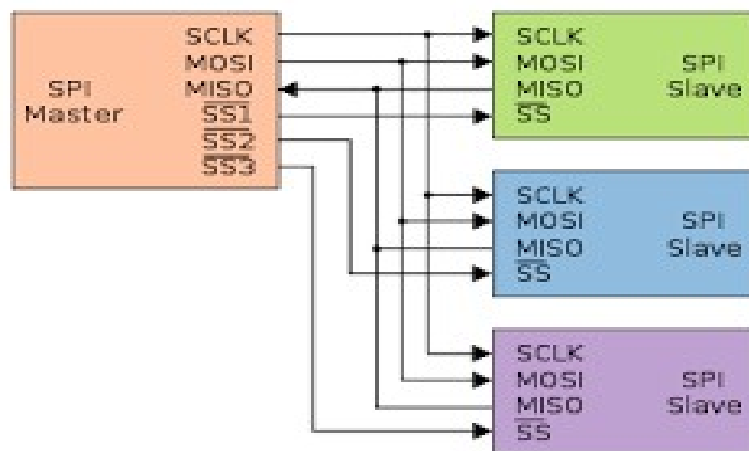 SPI Master
SCLK
MOSI
MISO
SS1
SS2
SS3
SCLK
MOSI
MISO
SS
SPI Slave
SCLK
MOSI
MISO
SS
SPI Slave
SCLK
MOSI
MISO
SS
SPI Slave